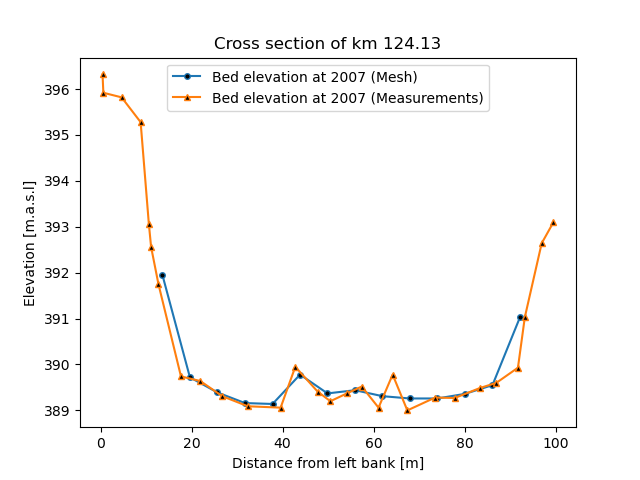 Cross section of km 124.13
Bed elevation at 2007 (Mesh)
Bed elevation at 2007 (Measurements)
Elevation [m.a.s.l]
396
395
394
393
392
391
390
389
0 20 40 60 80 100
Distance from left bank [m]